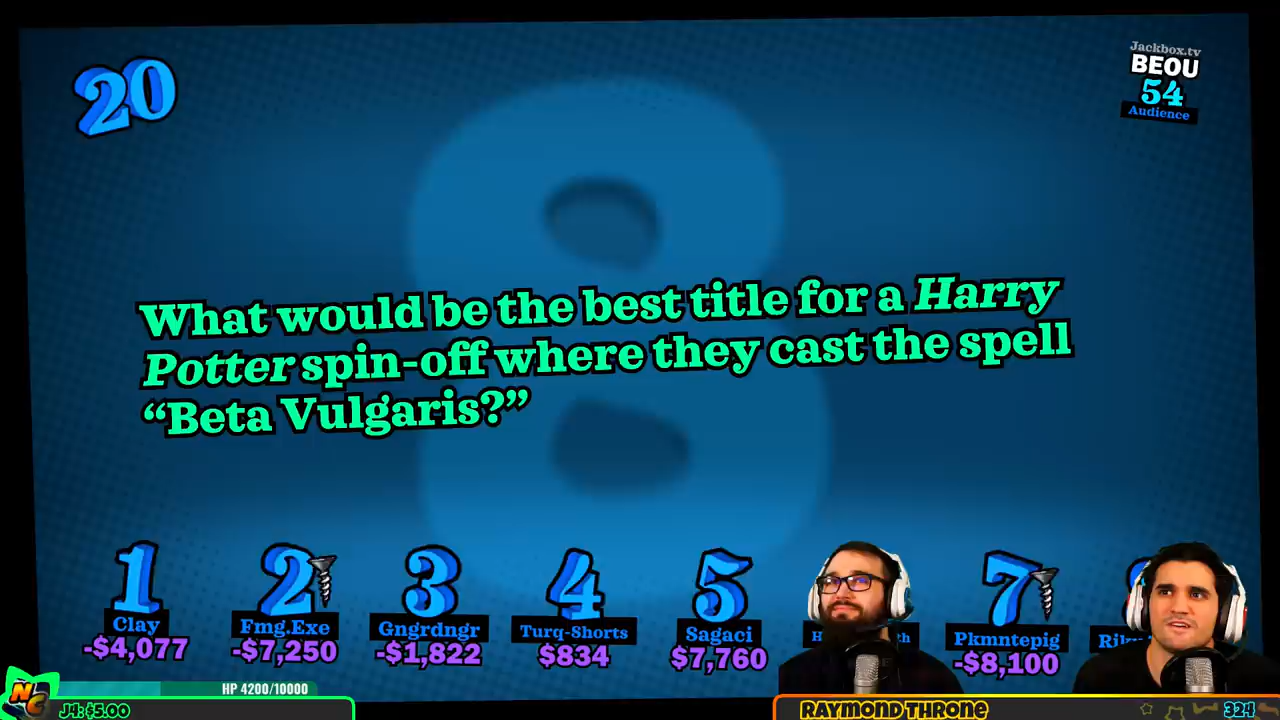 20
Jackbox.tv
BEOU
54
Audience
What would be the best title for a Harry
Potter spin-off where they cast the spell
“Beta Vulgaris?”
1 2 3 4 5 7
Clay Fmg.Exe Gngrdngr Turq-Shorts Sagaci Pkmntepig
-$4,077 -$7,250 -$1,822 $834 $7,760 -$8,100
HP 4200/10000
NC
J4: $5.00
RAYMOND THRONE
324